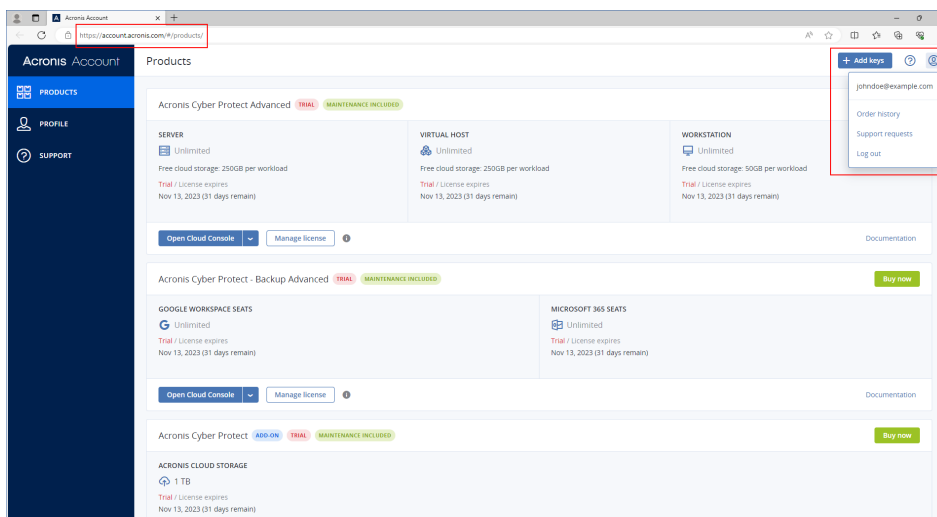 Acronis Account
https://account.acronis.com/#/products/
Acronis Account
Products
Add keys
johndoe@example.com
Order history
Support requests
Log out
PRODUCTS
PROFILE
SUPPORT
Acronis Cyber Protect Advanced TRIAL MAINTENANCE INCLUDED
SERVER
Unlimited
Free cloud storage: 250GB per workload
Trial / License expires
Nov 13, 2023 (31 days remain)
VIRTUAL HOST
Unlimited
Free cloud storage: 250GB per workload
Trial / License expires
Nov 13, 2023 (31 days remain)
WORKSTATION
Unlimited
Free cloud storage: 50GB per workload
Trial / License expires
Nov 13, 2023 (31 days remain)
Open Cloud Console
Manage license
Documentation
Acronis Cyber Protect - Backup Advanced TRIAL MAINTENANCE INCLUDED
Buy now
GOOGLE WORKSPACE SEATS
Unlimited
Trial / License expires
Nov 13, 2023 (31 days remain)
MICROSOFT 365 SEATS
Unlimited
Trial / License expires
Nov 13, 2023 (31 days remain)
Open Cloud Console
Manage license
Documentation
Acronis Cyber Protect ADD-ON TRIAL MAINTENANCE INCLUDED
Buy now
ACRONIS CLOUD STORAGE
1 TB
Trial / License expires
Nov 13, 2023 (31 days remain)